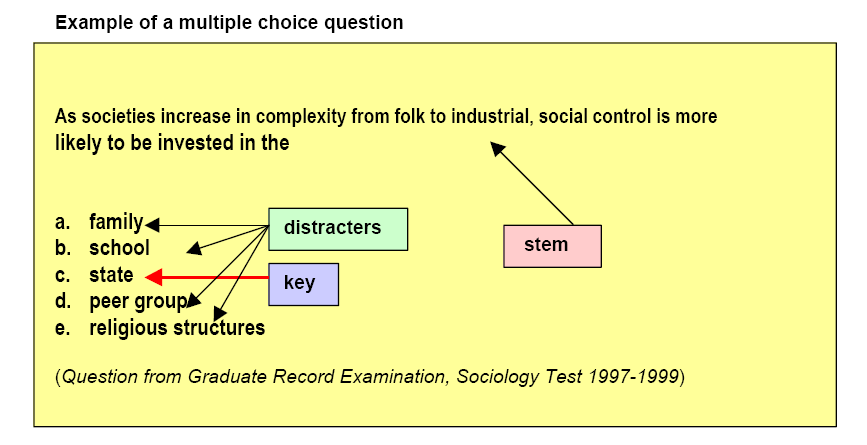 Example of a multiple choice question
As societies increase in complexity from folk to industrial, social control is more
likely to be invested in the
a. family
b. school
c. state
d. peer group
e. religious structures
distracters
key
stem
(Question from Graduate Record Examination, Sociology Test 1997-1999)